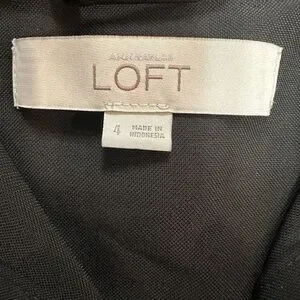 ANN TAYLOR
LOFT
4
MADE IN
INDONESIA